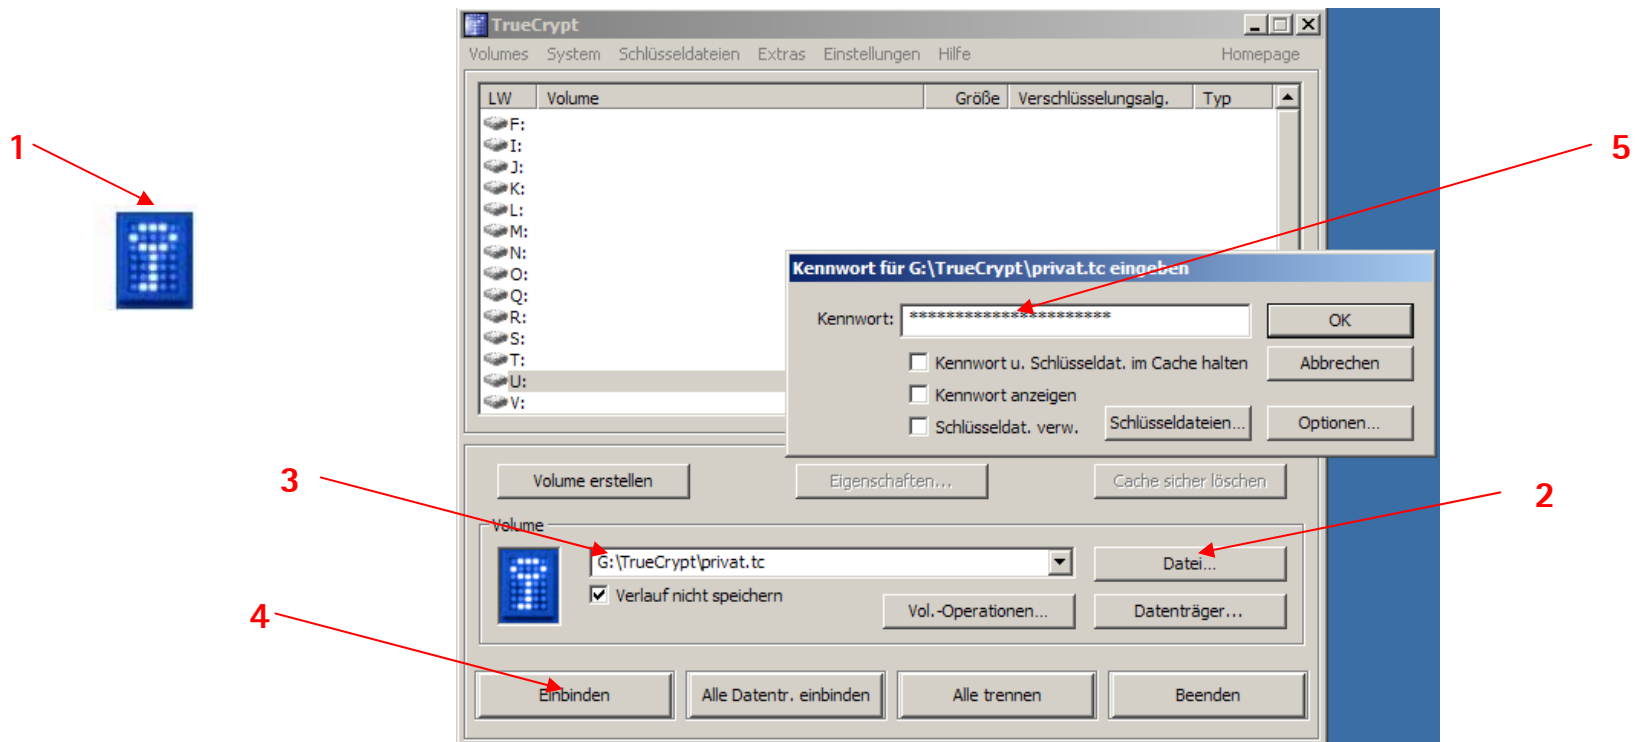 TrueCrypt
Volumes System Schlüsseldateien Extras Einstellungen Hilfe Homepage
LW Volume Größe Verschlüsselungsalg. Typ
F:
1
I:
5
J:
K:
L:
M:
N:
O:
Q:
R:
S:
T:
U:
V:
Kennwort für G:\TrueCrypt\privat.tc eingeben
Kennwort: **********************
OK
Kennwort u. Schlüsseldat. im Cache halten
Abbrechen
Kennwort anzeigen
Schlüsseldat. verw.
Schlüsseldateien...
Optionen...
3
Volume erstellen
Eigenschaften...
Cache sicher löschen
2
Volume
G:\TrueCrypt\privat.tc
Datei...
Verlauf nicht speichern
4
Vol.-Operationen...
Datenträger...
Einbinden
Alle Datentr. einbinden
Alle trennen
Beenden